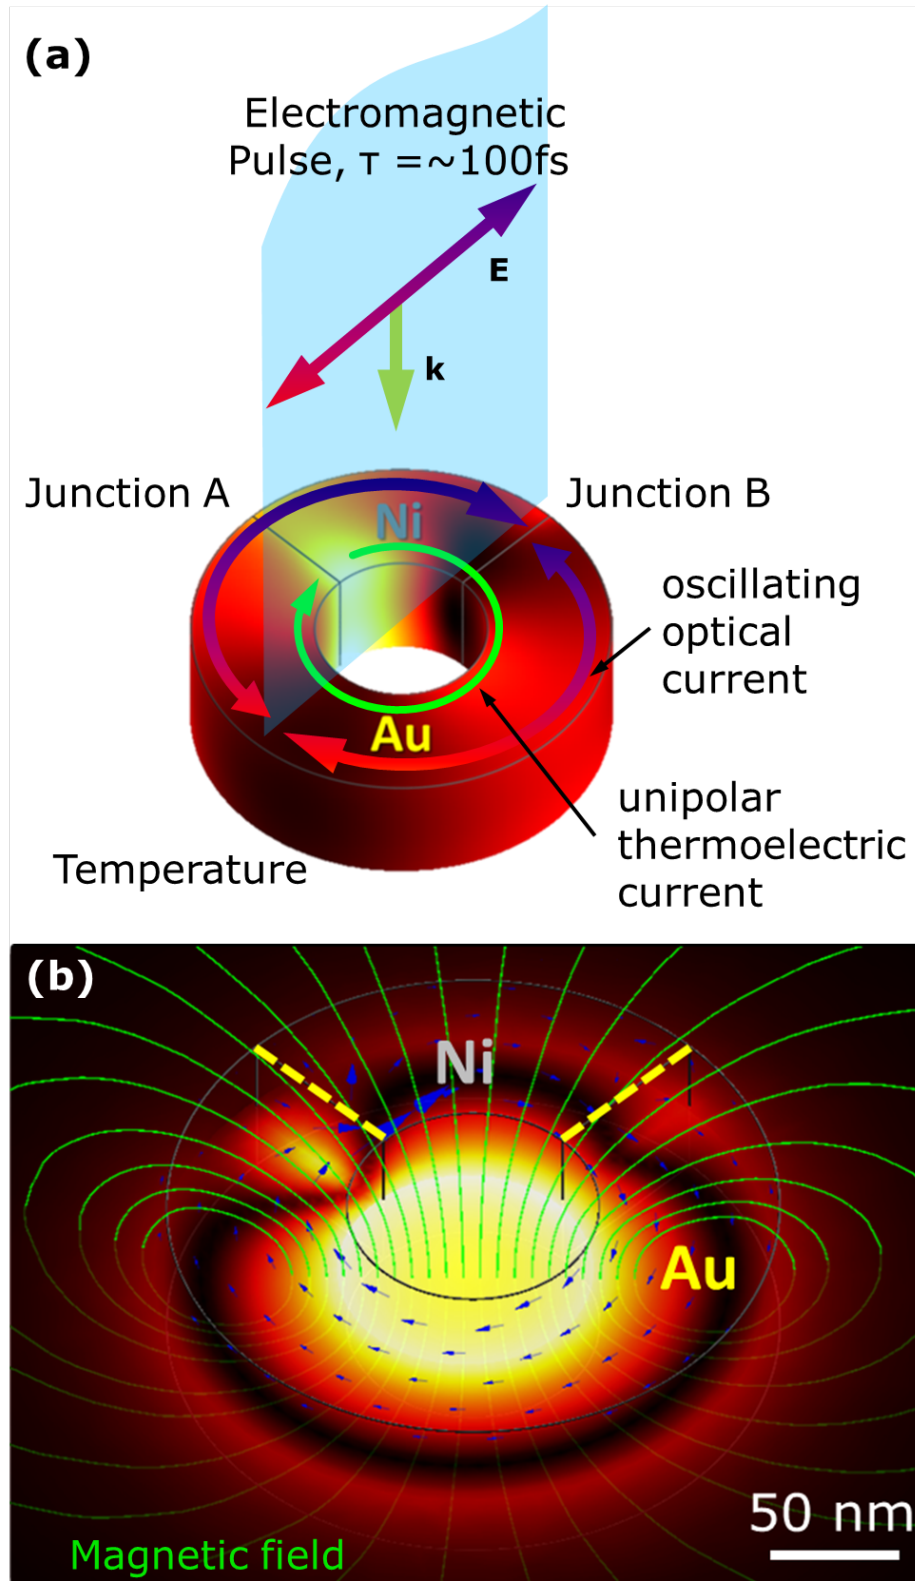 (a)
Electromagnetic
Pulse, τ =~100fs
E
k
Junction A
Junction B
Ni
oscillating
optical
current
Au
unipolar
thermoelectric
current
Temperature
(b)
Ni
Au
50 nm
Magnetic field